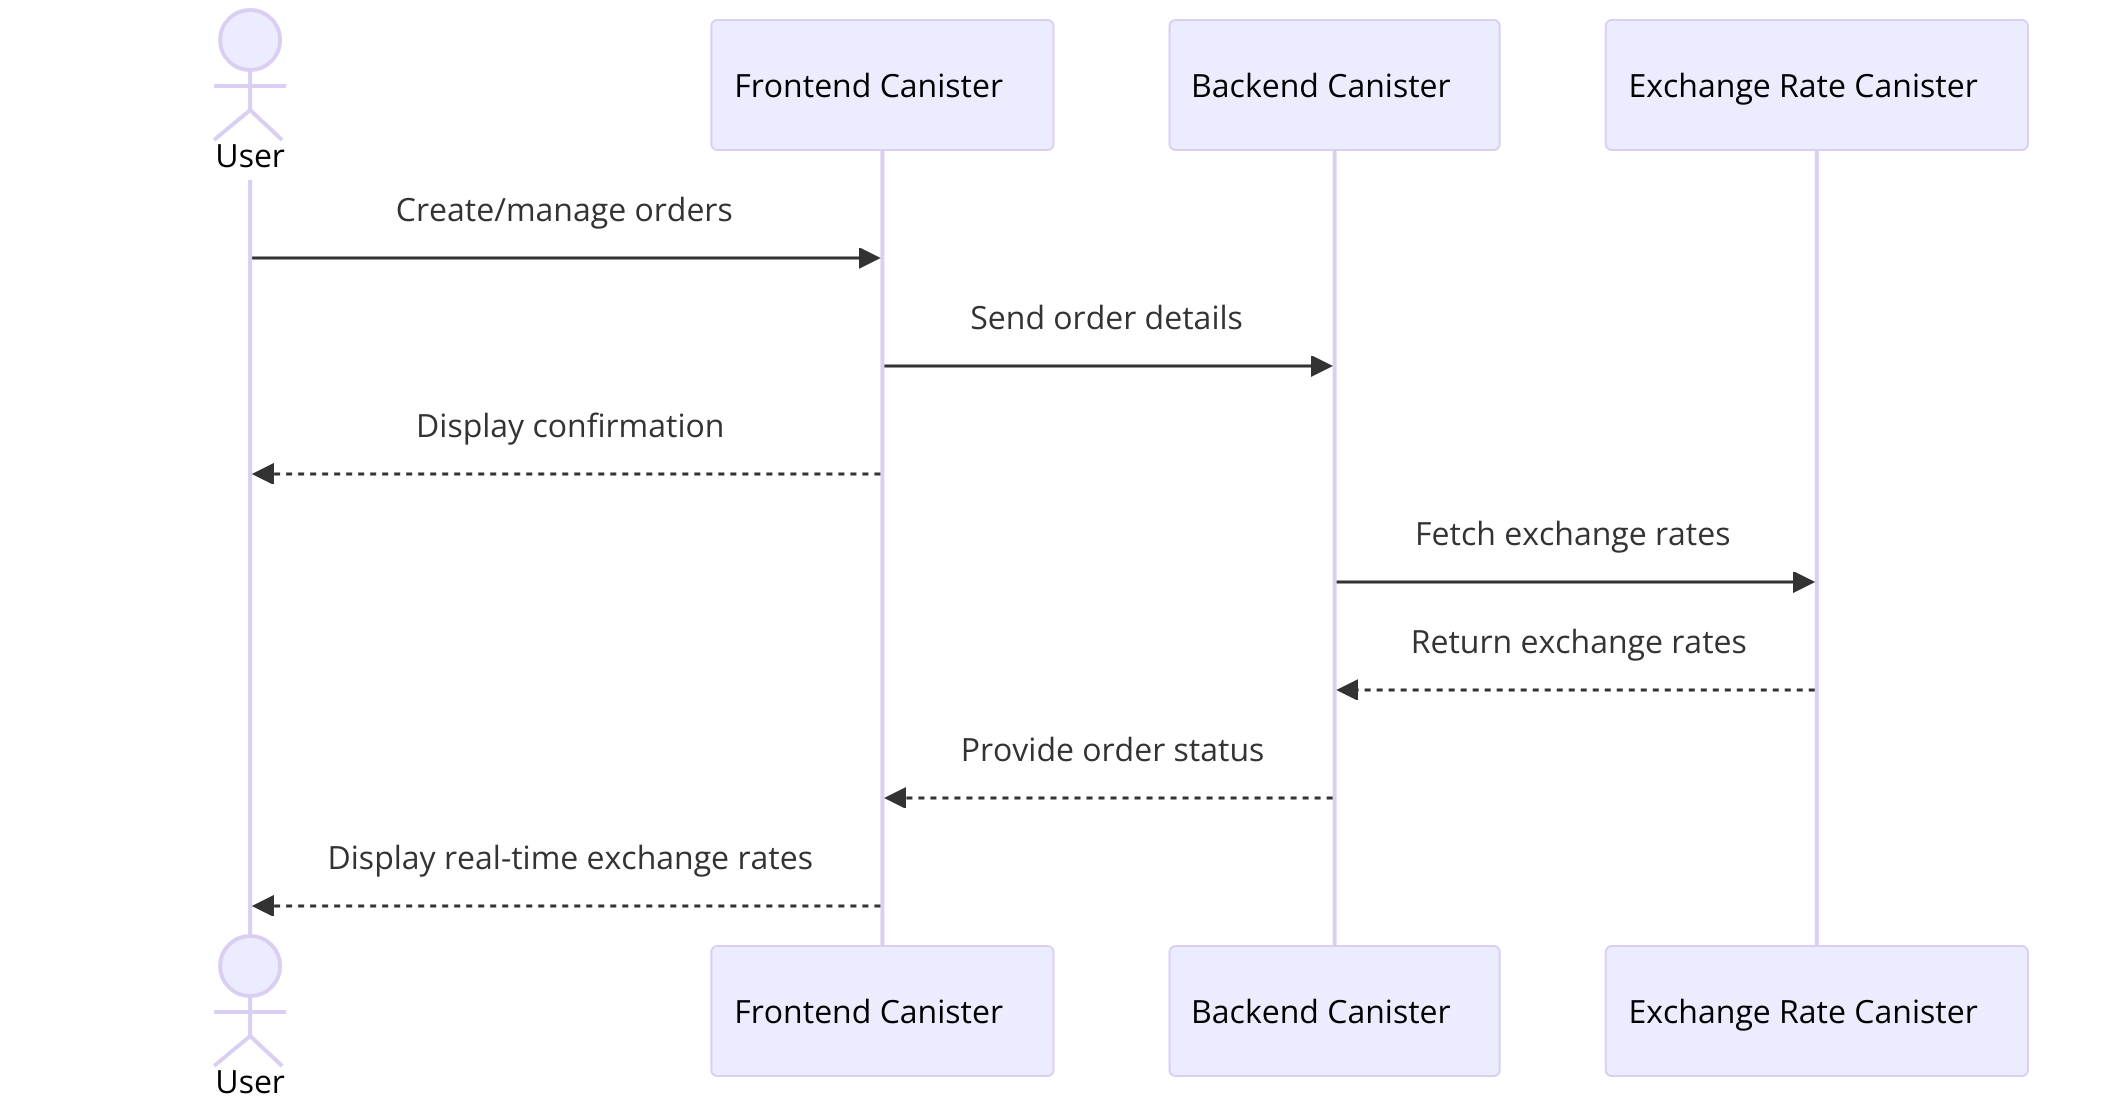 User
Frontend Canister
Backend Canister
Exchange Rate Canister
Create/manage orders
Send order details
Display confirmation
Fetch exchange rates
Return exchange rates
Provide order status
Display real-time exchange rates
User
Frontend Canister
Backend Canister
Exchange Rate Canister